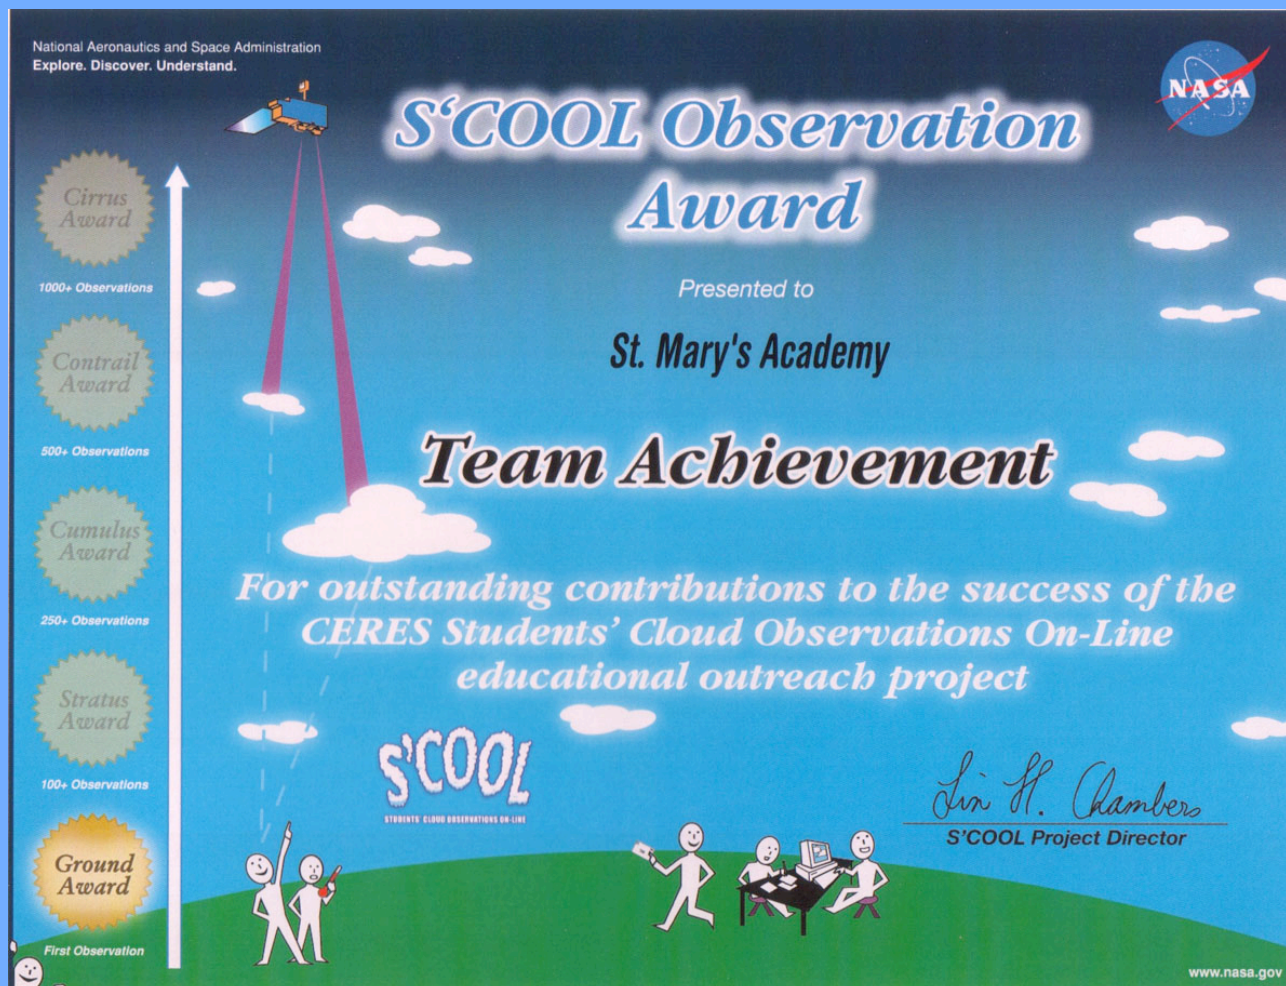 National Aeronautics and Space Administration
Explore. Discover. Understand.
NASA
S‘COOL Observation
Award
Presented to
St. Mary's Academy
Team Achievement
For outstanding contributions to the success of the
CERES Students’ Cloud Observations On-Line
educational outreach project
Cirrus
Award
1000+ Observations
Contrail
Award
500+ Observations
Cumulus
Award
250+ Observations
Stratus
Award
100+ Observations
Ground
Award
First Observation
S'COOL
STUDENTS' CLOUD OBSERVATIONS ON-LINE
Lin H. Chambers
S'COOL Project Director
www.nasa.gov